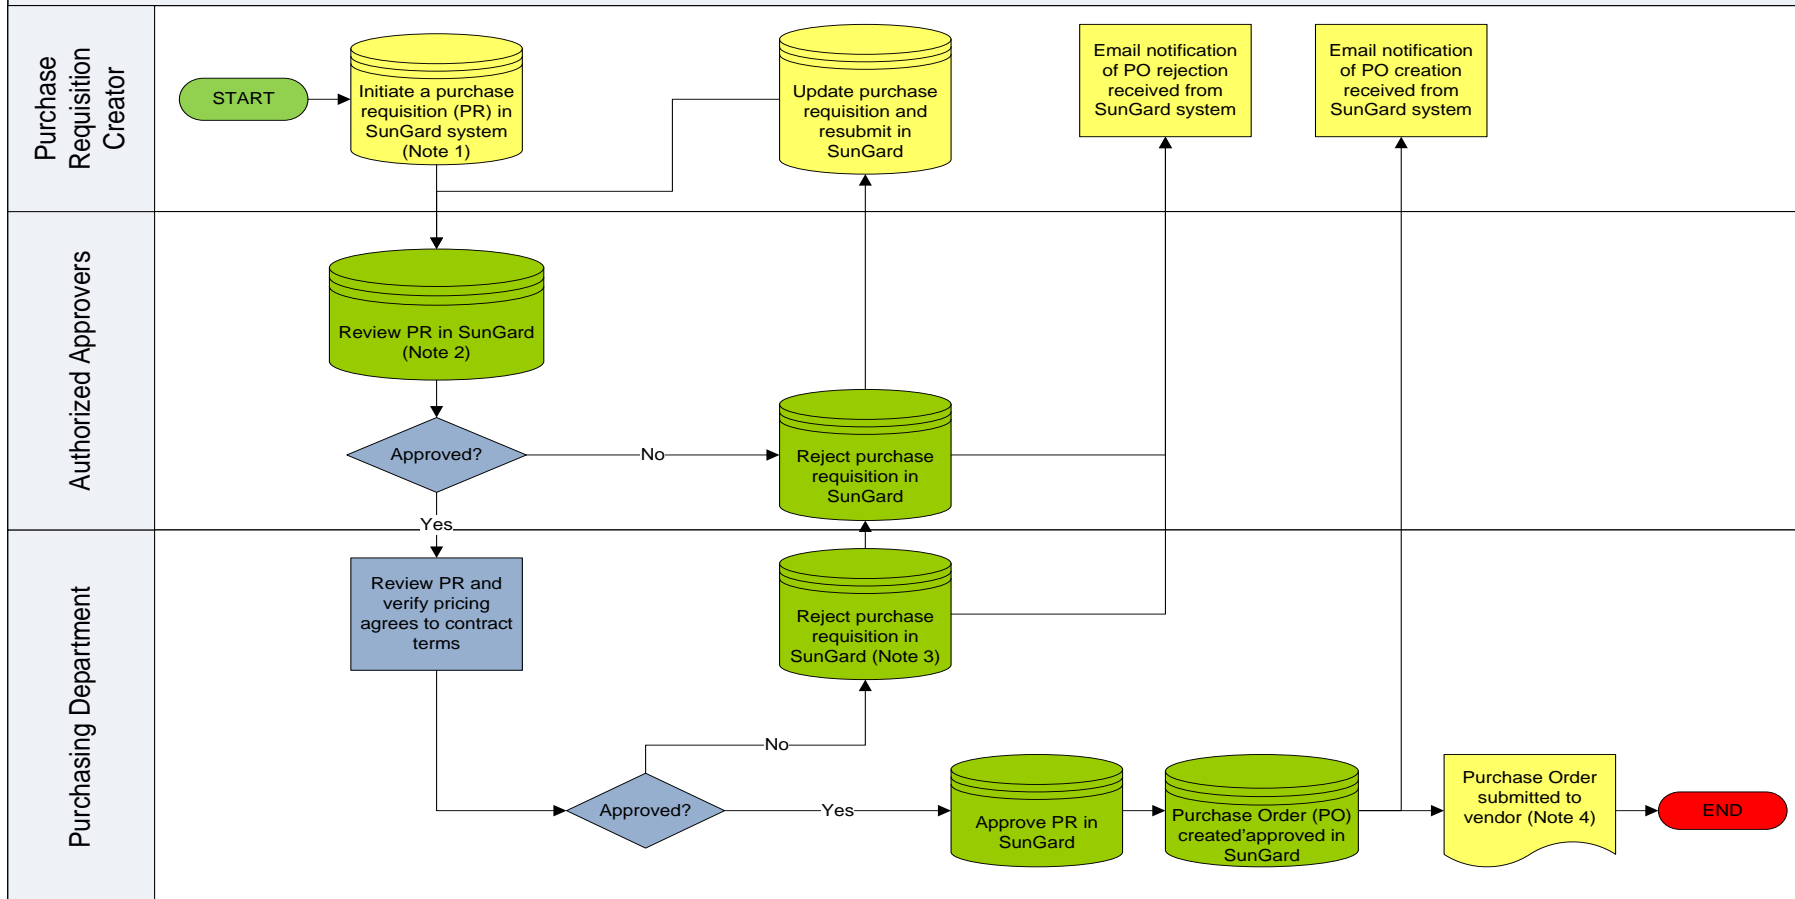 Purchase
Requisition
Creator
START
Initiate a purchase
requisition (PR) in
SunGard system
(Note 1)
Update purchase
requisition and
resubmit in
SunGard
Email notification
of PO rejection
received from
SunGard system
Email notification
of PO creation
received from
SunGard system
Authorized Approvers
Review PR in SunGard
(Note 2)
Approved?
No
Reject purchase
requisition in
SunGard
Yes
Purchasing Department
Review PR and
verify pricing
agrees to contract
terms
Reject purchase
requisition in
SunGard (Note 3)
No
Approved?
Yes
Approve PR in
SunGard
Purchase Order (PO)
created'approved in
SunGard
Purchase Order
submitted to
vendor (Note 4)
END